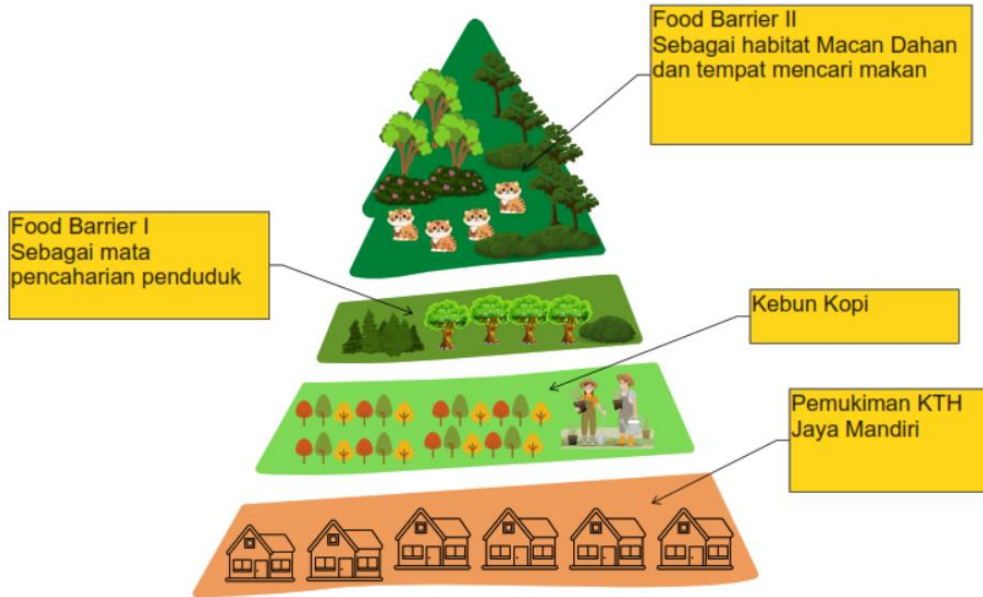 Food Barrier II
Sebagai habitat Macan Dahan
dan tempat mencari makan
Food Barrier I
Sebagai mata
pencaharian penduduk
Kebun Kopi
Pemukiman KTH
Jaya Mandiri